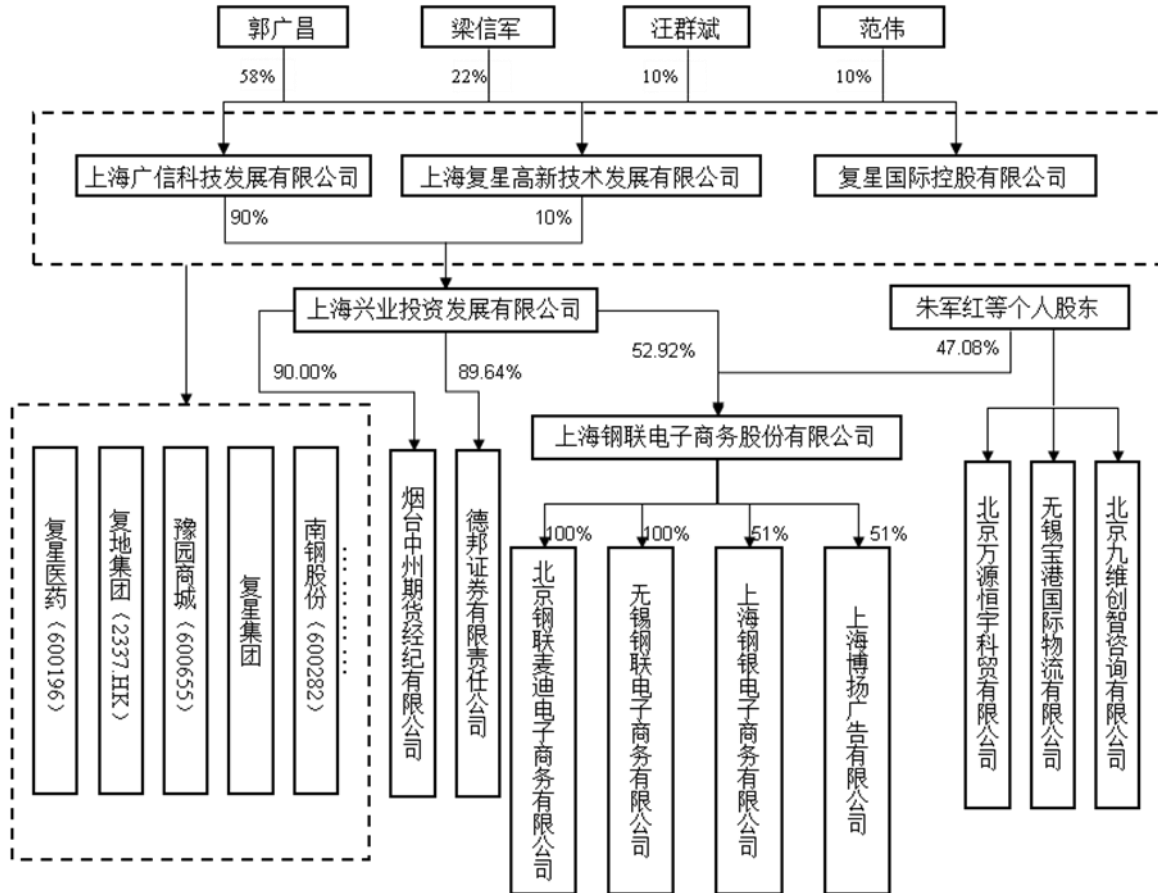 郭广昌
梁信军
汪群斌
范伟
58%
22%
10%
10%
上海广信科技发展有限公司
上海复星高新技术发展有限公司
复星国际控股有限公司
90%
10%
上海兴业投资发展有限公司
朱军红等个人股东
90.00%
89.64%
52.92%
47.08%
上海钢联电子商务股份有限公司
复星医药（600196）
复地集团（2337.HK）
豫园商城（600655）
复星集团
南钢股份（600282）
…………
烟台中州期货经纪有限公司
德邦证券有限责任公司
100%
100%
51%
51%
北京钢联麦迪电子商务有限公司
无锡钢联电子商务有限公司
上海钢银电子商务有限公司
上海博扬广告有限公司
北京万源恒宇科贸有限公司
无锡宝港国际物流有限公司
北京九维创智咨询有限公司